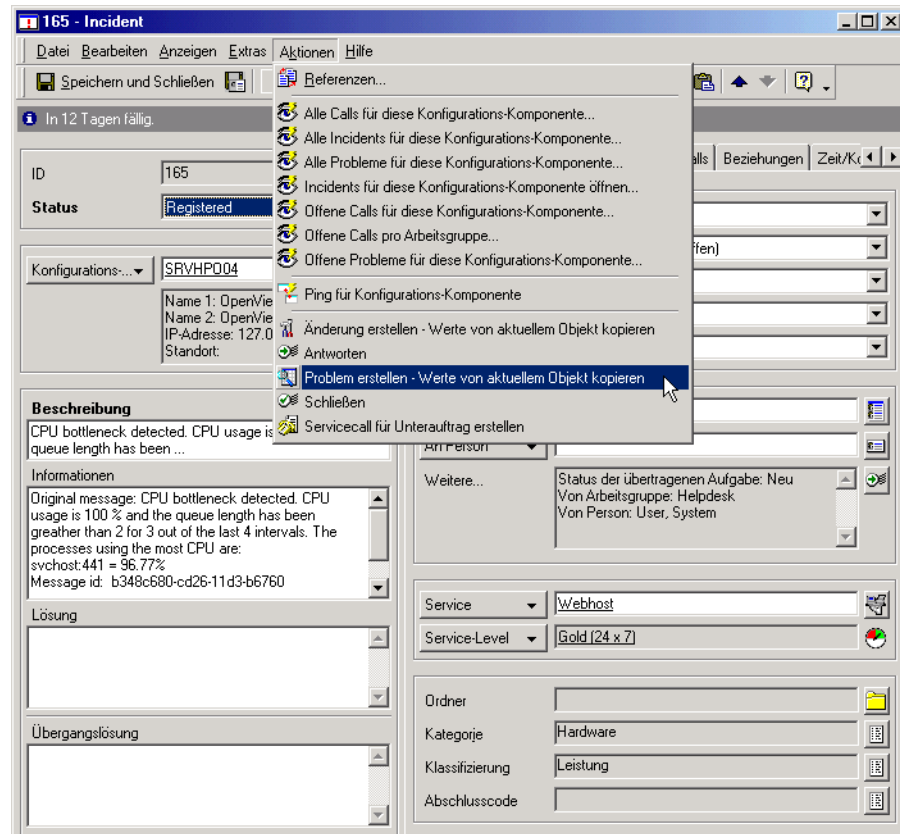 165 - Incident
Datei Bearbeiten Anzeigen Extras Aktionen Hilfe
Speichern und Schließen
In 12 Tagen fällig.
Referenzen...
Alle Calls für diese Konfigurations-Komponente...
Alle Incidents für diese Konfigurations-Komponente...
Alle Probleme für diese Konfigurations-Komponente...
Incidents für diese Konfigurations-Komponente öffnen...
Offene Calls für diese Konfigurations-Komponente...
Offene Calls pro Arbeitsgruppe...
Offene Probleme für diese Konfigurations-Komponente...
Ping für Konfigurations-Komponente
Änderung erstellen - Werte von aktuellem Objekt kopieren
Antworten
Problem erstellen - Werte von aktuellem Objekt kopieren
Schließen
Servicecall für Unterauftrag erstellen
alls Beziehungen Zeit/Ko
ffen)
ID 165
Status Registered
Konfigurations-... SRVHP004
Name 1: OpenVie
Name 2: OpenVie
IP-Adresse: 127.0
Standort:
Beschreibung
CPU bottleneck detected. CPU usage is
queue length has been ...
Informationen
Original message: CPU bottleneck detected. CPU
usage is 100 % and the queue length has been
greather than 2 for 3 out of the last 4 intervals. The
processes using the most CPU are:
svchost:441 = 96.77%
Message id: b348c680-cd26-11d3-b6760
Lösung
Übergangslösung
An Person
Weitere... Status der übertragenen Aufgabe: Neu
Von Arbeitsgruppe: Helpdesk
Von Person: User, System
Service Webhost
Service-Level Gold (24 x 7)
Ordner
Kategorie Hardware
Klassifizierung Leistung
Abschlusscode